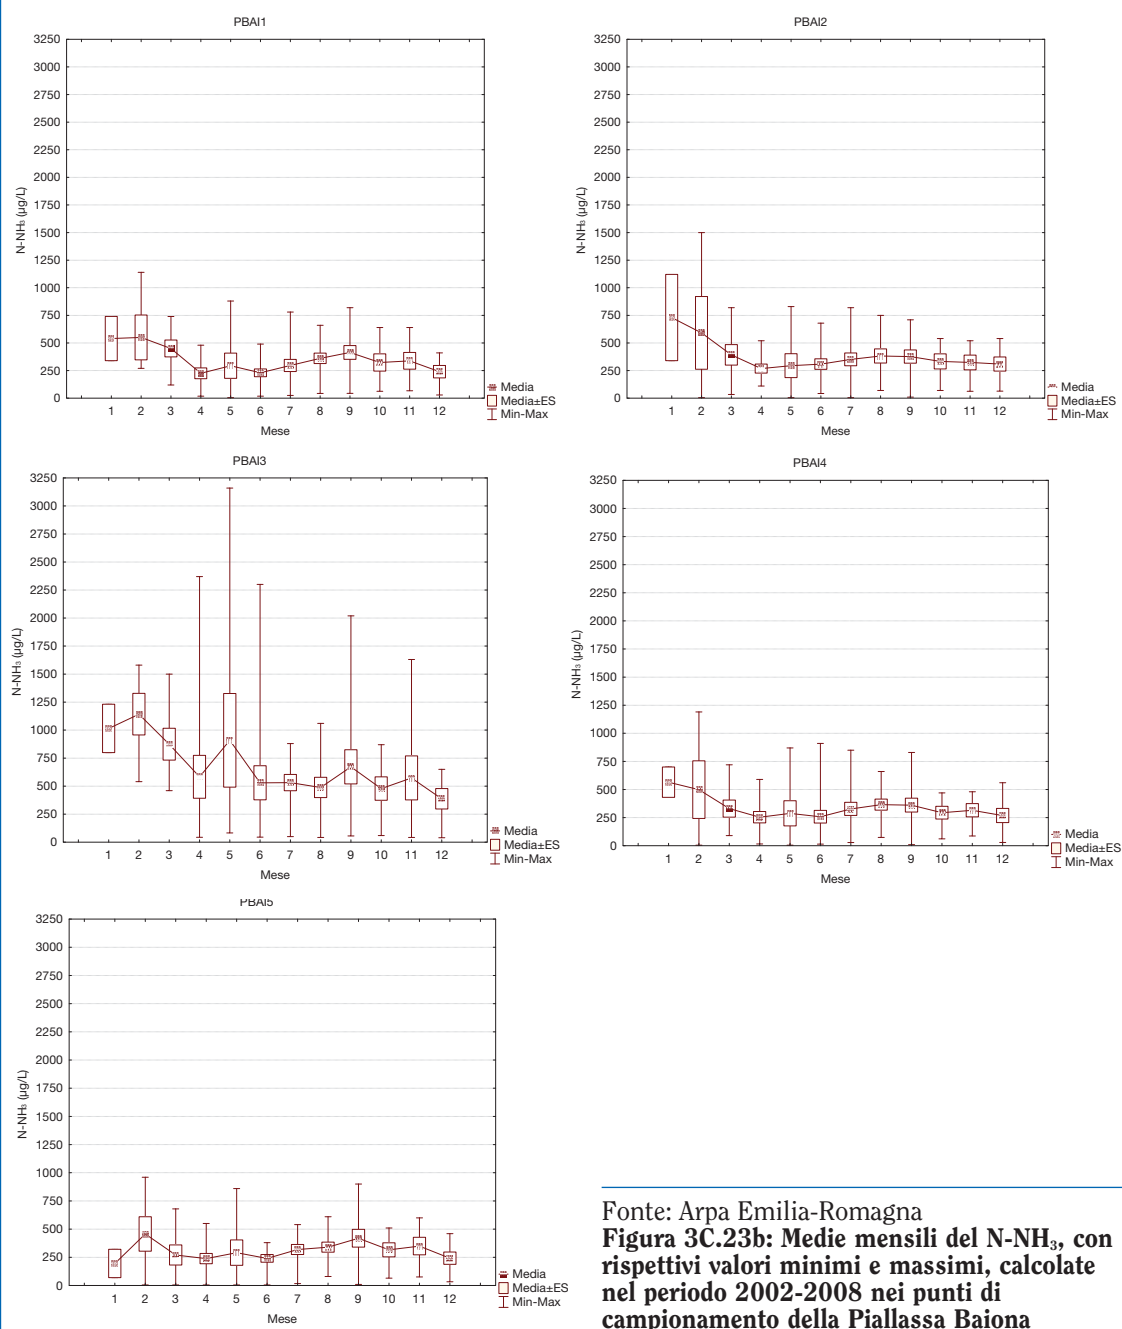 PBAI1
3250
3000
2750
2500
2250
2000
1750
1500
1250
1000
750
500
250
0
N-NH₃ (µg/L)
1 2 3 4 5 6 7 8 9 10 11 12
Mese
Media
Media±ES
Min-Max
PBAI2
3250
3000
2750
2500
2250
2000
1750
1500
1250
1000
750
500
250
0
N-NH₃ (µg/L)
1 2 3 4 5 6 7 8 9 10 11 12
Mese
Media
Media±ES
Min-Max
PBAI3
3250
3000
2750
2500
2250
2000
1750
1500
1250
1000
750
500
250
0
N-NH₃ (µg/L)
1 2 3 4 5 6 7 8 9 10 11 12
Mese
Media
Media±ES
Min-Max
PBAI4
3250
3000
2750
2500
2250
2000
1750
1500
1250
1000
750
500
250
0
N-NH₃ (µg/L)
1 2 3 4 5 6 7 8 9 10 11 12
Mese
Media
Media±ES
Min-Max
PBAI5
3250
3000
2750
2500
2250
2000
1750
1500
1250
1000
750
500
250
0
N-NH₃ (µg/L)
1 2 3 4 5 6 7 8 9 10 11 12
Mese
Media
Media±ES
Min-Max
Fonte: Arpa Emilia-Romagna
Figura 3C.23b: Medie mensili del N-NH₃, con
rispettivi valori minimi e massimi, calcolate
nel periodo 2002-2008 nei punti di
campionamento della Piallassa Baiona